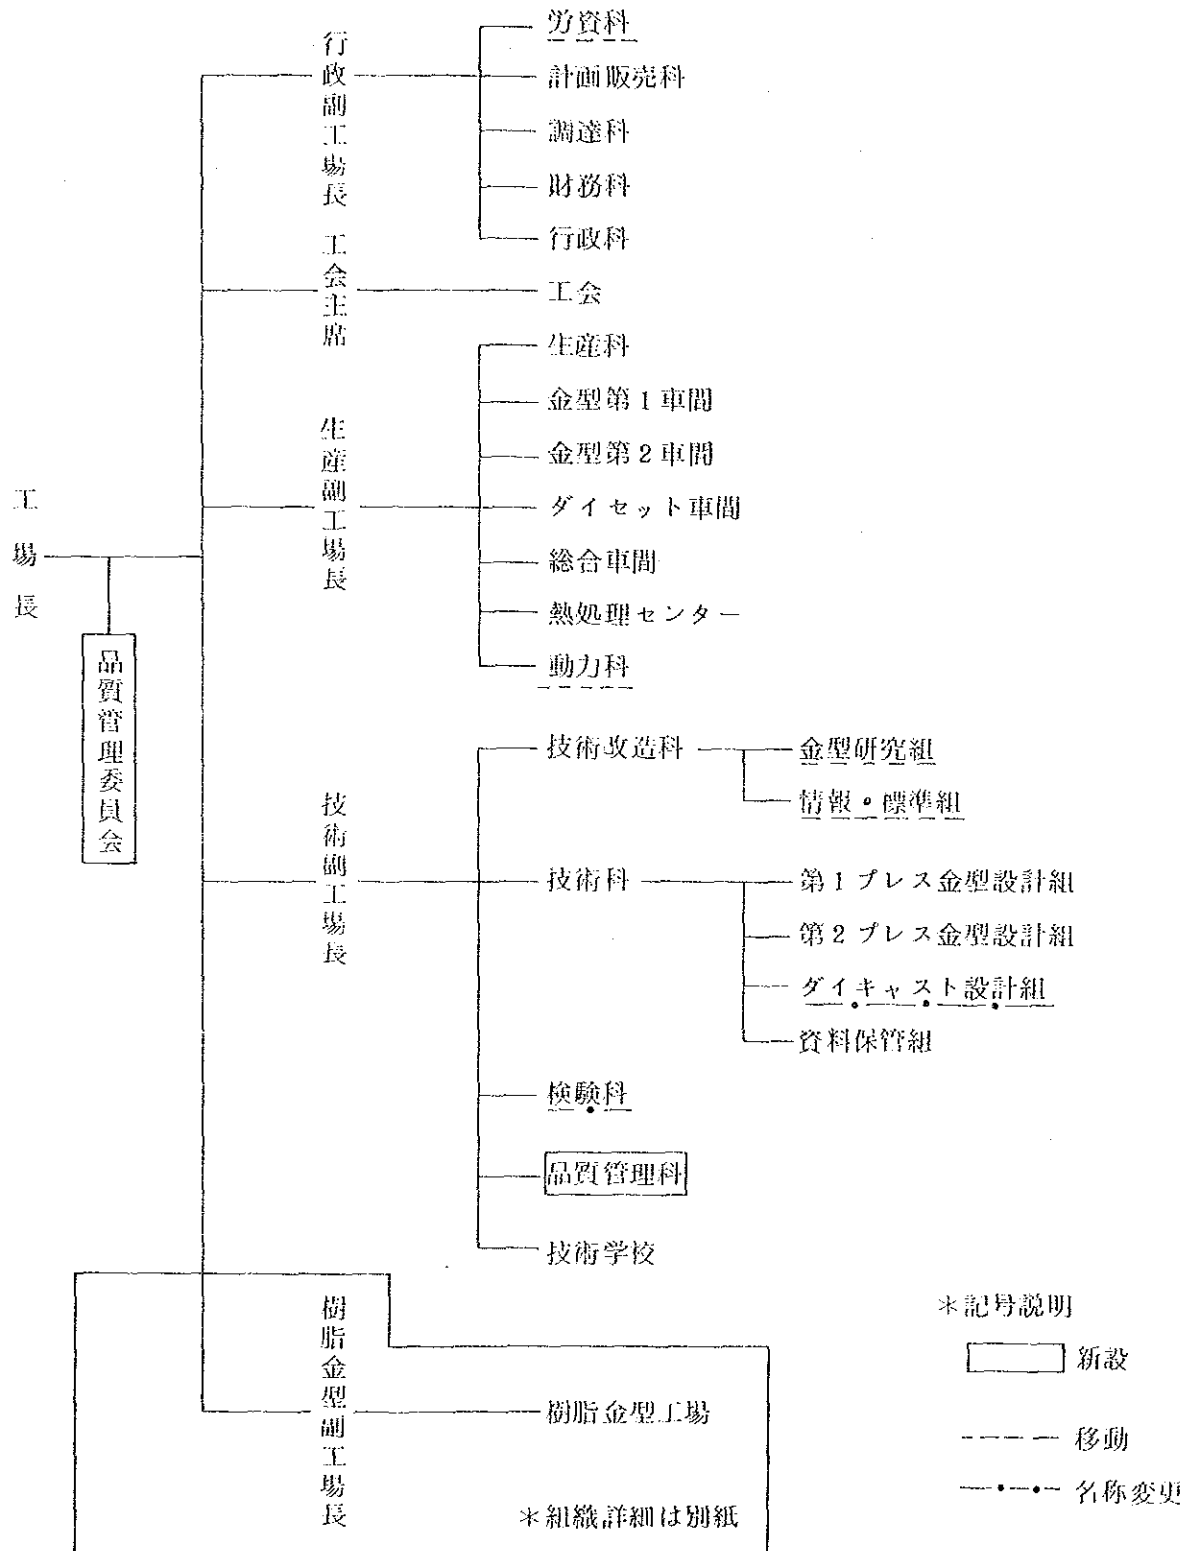 工場長
品質管理委員会
行政副工場長
労資科
計画販売科
調達科
財務科
行政科
工会主席
工会
生産副工場長
生産科
金型第1車間
金型第2車間
ダイセット車間
総合車間
熱処理センター
動力科
技術副工場長
技術改造科
金型研究組
情報・標準組
技術科
第1プレス金型設計組
第2プレス金型設計組
ダイキャスト設計組
資料保管組
検験科
品質管理科
技術学校
樹脂金型副工場長
樹脂金型工場
*組織詳細は別紙
*記号説明
新設
移動
名称変更